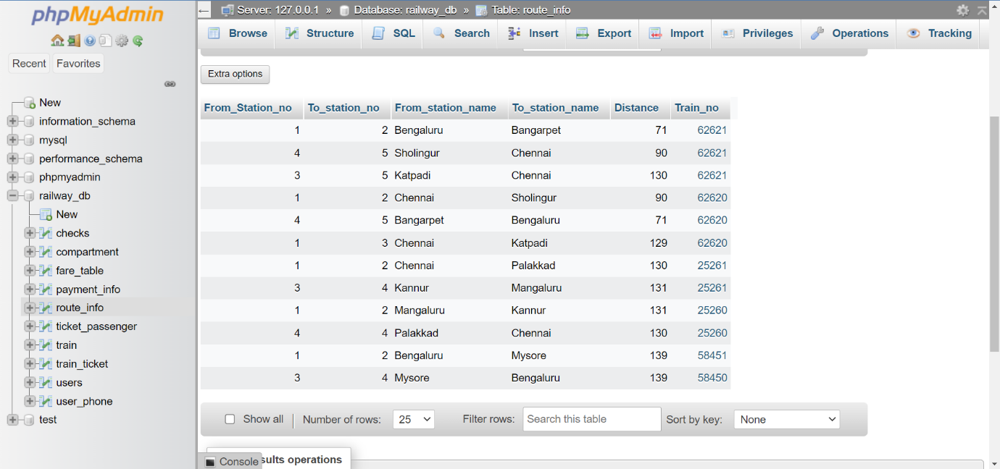 phpMyAdmin
Recent Favorites
New
information_schema
mysql
performance_schema
phpmyadmin
railway_db
New
checks
compartment
fare_table
payment_info
route_info
ticket_passenger
train
train_ticket
users
user_phone
test
Server: 127.0.0.1 » Database: railway_db » Table: route_info
Browse Structure SQL Search Insert Export Import Privileges Operations Tracking
Extra options
From_Station_no To_station_no From_station_name To_station_name Distance Train_no
1 2 Bengaluru Bangarpet 71 62621
4 5 Sholingur Chennai 90 62621
3 5 Katpadi Chennai 130 62621
1 2 Chennai Sholingur 90 62620
4 5 Bangarpet Bengaluru 71 62620
1 3 Chennai Katpadi 129 62620
1 2 Chennai Palakkad 130 25261
3 4 Kannur Mangaluru 131 25261
1 2 Mangaluru Kannur 131 25260
4 4 Palakkad Chennai 130 25260
1 2 Bengaluru Mysore 139 58451
3 4 Mysore Bengaluru 139 58450
Show all | Number of rows: 25 Filter rows: Search this table Sort by key: None
Console sults operations